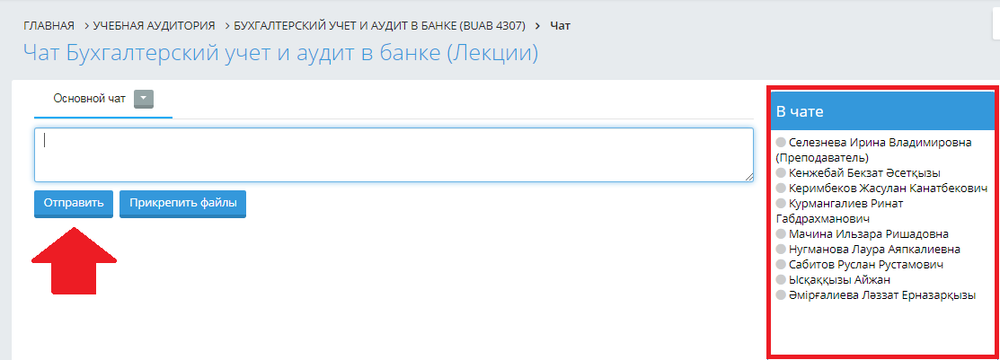 ГЛАВНАЯ > УЧЕБНАЯ АУДИТОРИЯ > БУХГАЛТЕРСКИЙ УЧЕТ И АУДИТ В БАНКЕ (BUAB 4307) > Чат
Чат Бухгалтерский учет и аудит в банке (Лекции)
Основной чат
Отправить
Прикрепить файлы
В чате
Селезнева Ирина Владимировна
(Преподаватель)
Кенжебай Бекзат Әсетқызы
Керимбеков Жасулан Канатбекович
Курмангалиев Ринат
Габдрахманович
Мачина Ильзара Ришадовна
Нугманова Лаура Аяпкалиевна
Сабитов Руслан Рустамович
Ысқаққызы Айжан
Әмірғалиева Ләззат Ерназарқызы